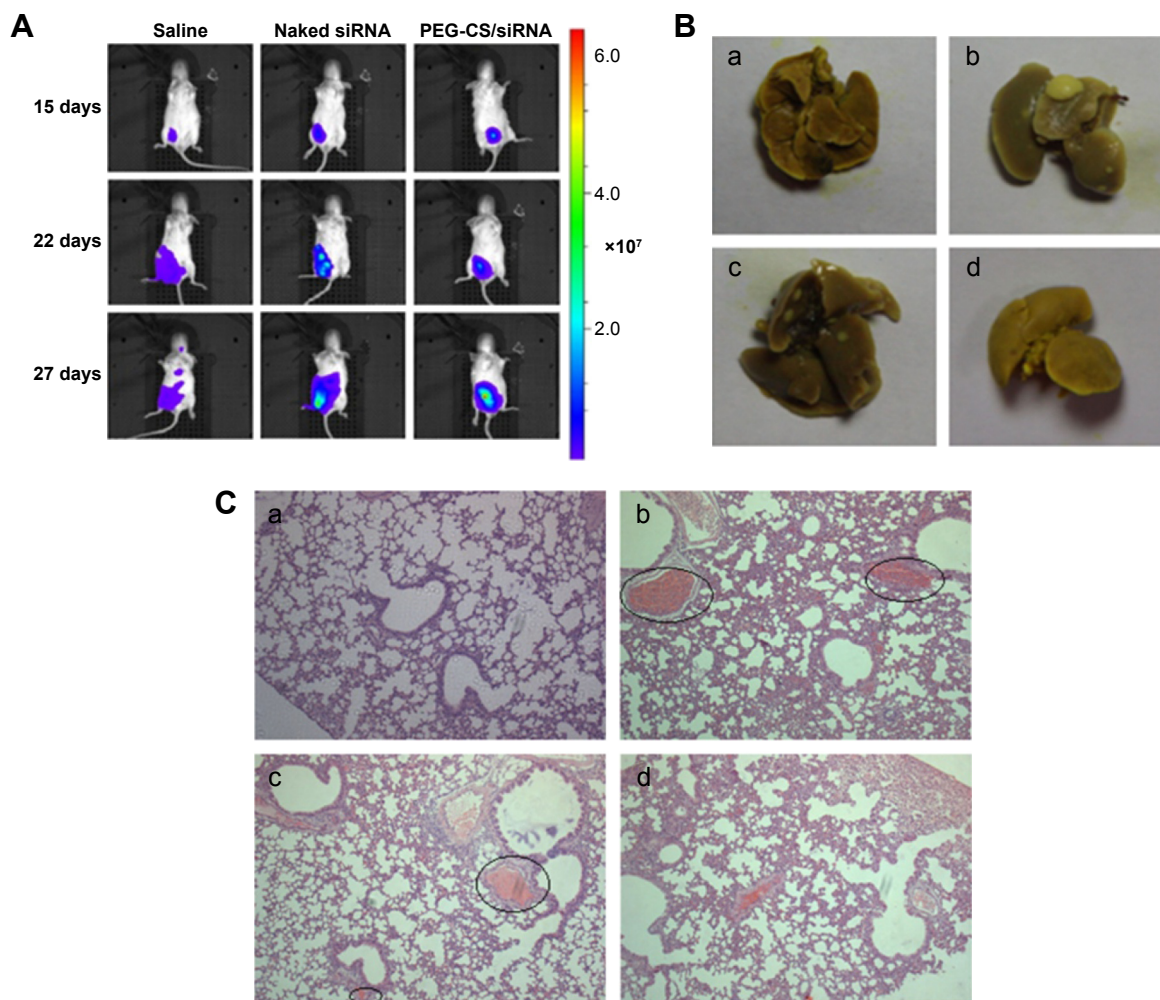 A
Saline
Naked siRNA
PEG-CS/siRNA
15 days
22 days
27 days
6.0
4.0
×10⁷
2.0
B
a
b
c
d
C
a
b
c
d